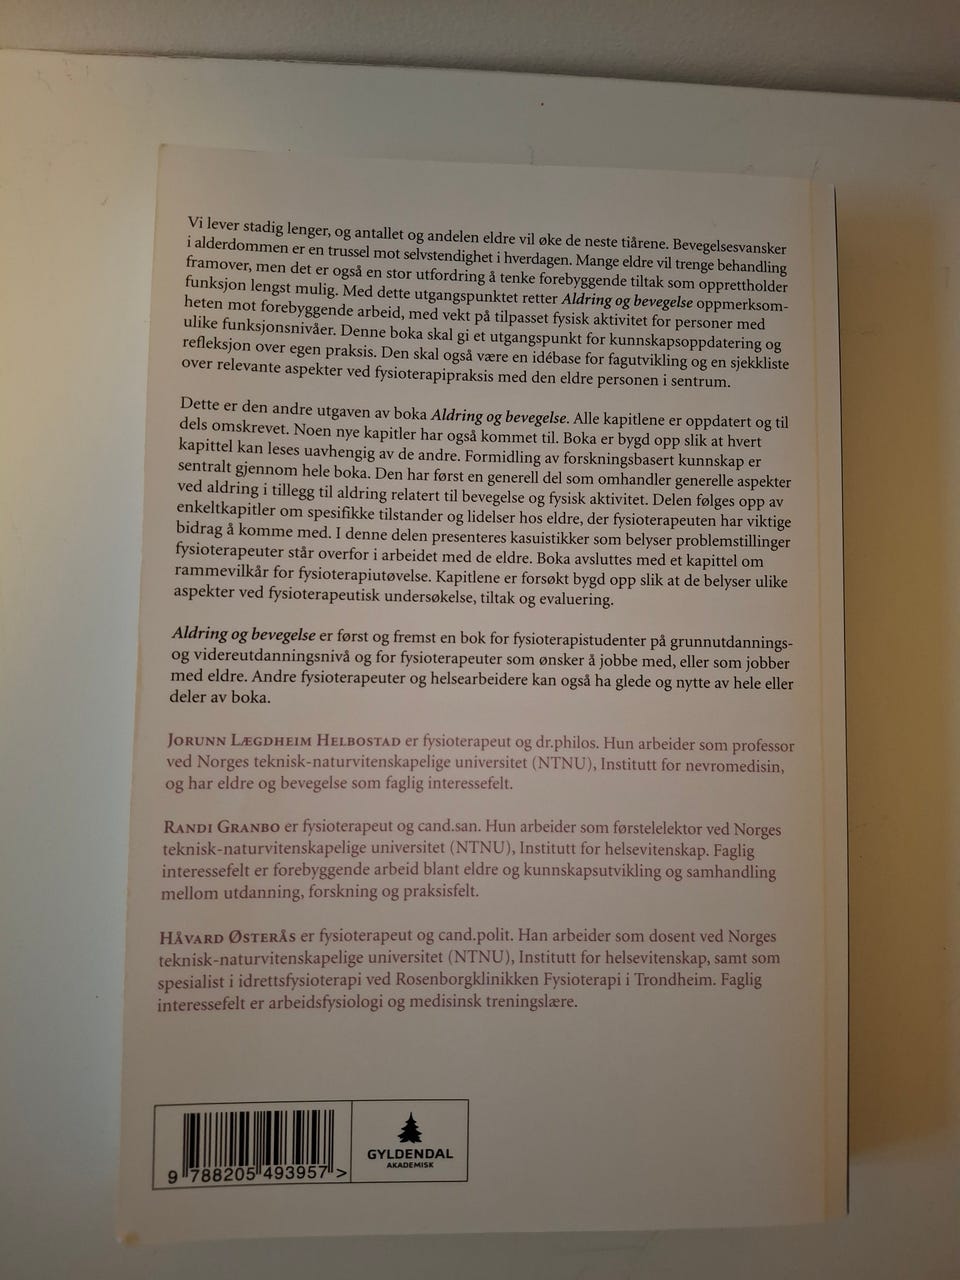 Vi lever stadig lenger, og antallet og andelen eldre vil øke de neste tiårene. Bevegelsesvansker
i alderdommen er en trussel mot selvstendighet i hverdagen. Mange eldre vil trenge behandling
framover, men det er også en stor utfordring å tenke forebyggende tiltak som opprettholder
funksjon lengst mulig. Med dette utgangspunktet retter Aldring og bevegelse oppmerksom-
heten mot forebyggende arbeid, med vekt på tilpasset fysisk aktivitet for personer med
ulike funksjonsnivåer. Denne boka skal gi et utgangspunkt for kunnskapsoppdatering og
refleksjon over egen praksis. Den skal også være en idébase for fagutvikling og en sjekkliste
over relevante aspekter ved fysioterapipraksis med den eldre personen i sentrum.
Dette er den andre utgaven av boka Aldring og bevegelse. Alle kapitlene er oppdatert og til
dels omskrevet. Noen nye kapitler har også kommet til. Boka er bygd opp slik at hvert
kapittel kan leses uavhengig av de andre. Formidling av forskningsbasert kunnskap er
sentralt gjennom hele boka. Den har først en generell del som omhandler generelle aspekter
ved aldring i tillegg til aldring relatert til bevegelse og fysisk aktivitet. Delen følges opp av
enkeltkapitler om spesifikke tilstander og lidelser hos eldre, der fysioterapeuten har viktige
bidrag å komme med. I denne delen presenteres kasuistikker som belyser problemstillinger
fysioterapeuter står overfor i arbeidet med de eldre. Boka avsluttes med et kapittel om
rammevilkår for fysioterapiutøvelse. Kapitlene er forsøkt bygd opp slik at de belyser ulike
aspekter ved fysioterapeutisk undersøkelse, tiltak og evaluering.
Aldring og bevegelse er først og fremst en bok for fysioterapistudenter på grunnutdannings-
og videreutdanningsnivå og for fysioterapeuter som ønsker å jobbe med, eller som jobber
med eldre. Andre fysioterapeuter og helsearbeidere kan også ha glede og nytte av hele eller
deler av boka.
JORUNN LÆGDHEIM HELBOSTAD er fysioterapeut og dr.philos. Hun arbeider som professor
ved Norges teknisk-naturvitenskapelige universitet (NTNU), Institutt for nevromedisin,
og har eldre og bevegelse som faglig interessefelt.
RANDI GRANBO er fysioterapeut og cand.san. Hun arbeider som førstelektor ved Norges
teknisk-naturvitenskapelige universitet (NTNU), Institutt for helsevitenskap. Faglig
interessefelt er forebyggende arbeid blant eldre og kunnskapsutvikling og samhandling
mellom utdanning, forskning og praksisfelt.
HÅVARD ØSTERÅS er fysioterapeut og cand.polit. Han arbeider som dosent ved Norges
teknisk-naturvitenskapelige universitet (NTNU), Institutt for helsevitenskap, samt som
spesialist i idrettsfysioterapi ved Rosenborgklinikken Fysioterapi i Trondheim. Faglig
interessefelt er arbeidsfysiologi og medisinsk treningslære.
9 788205 493957 >
GYLDENDAL
AKADEMISK